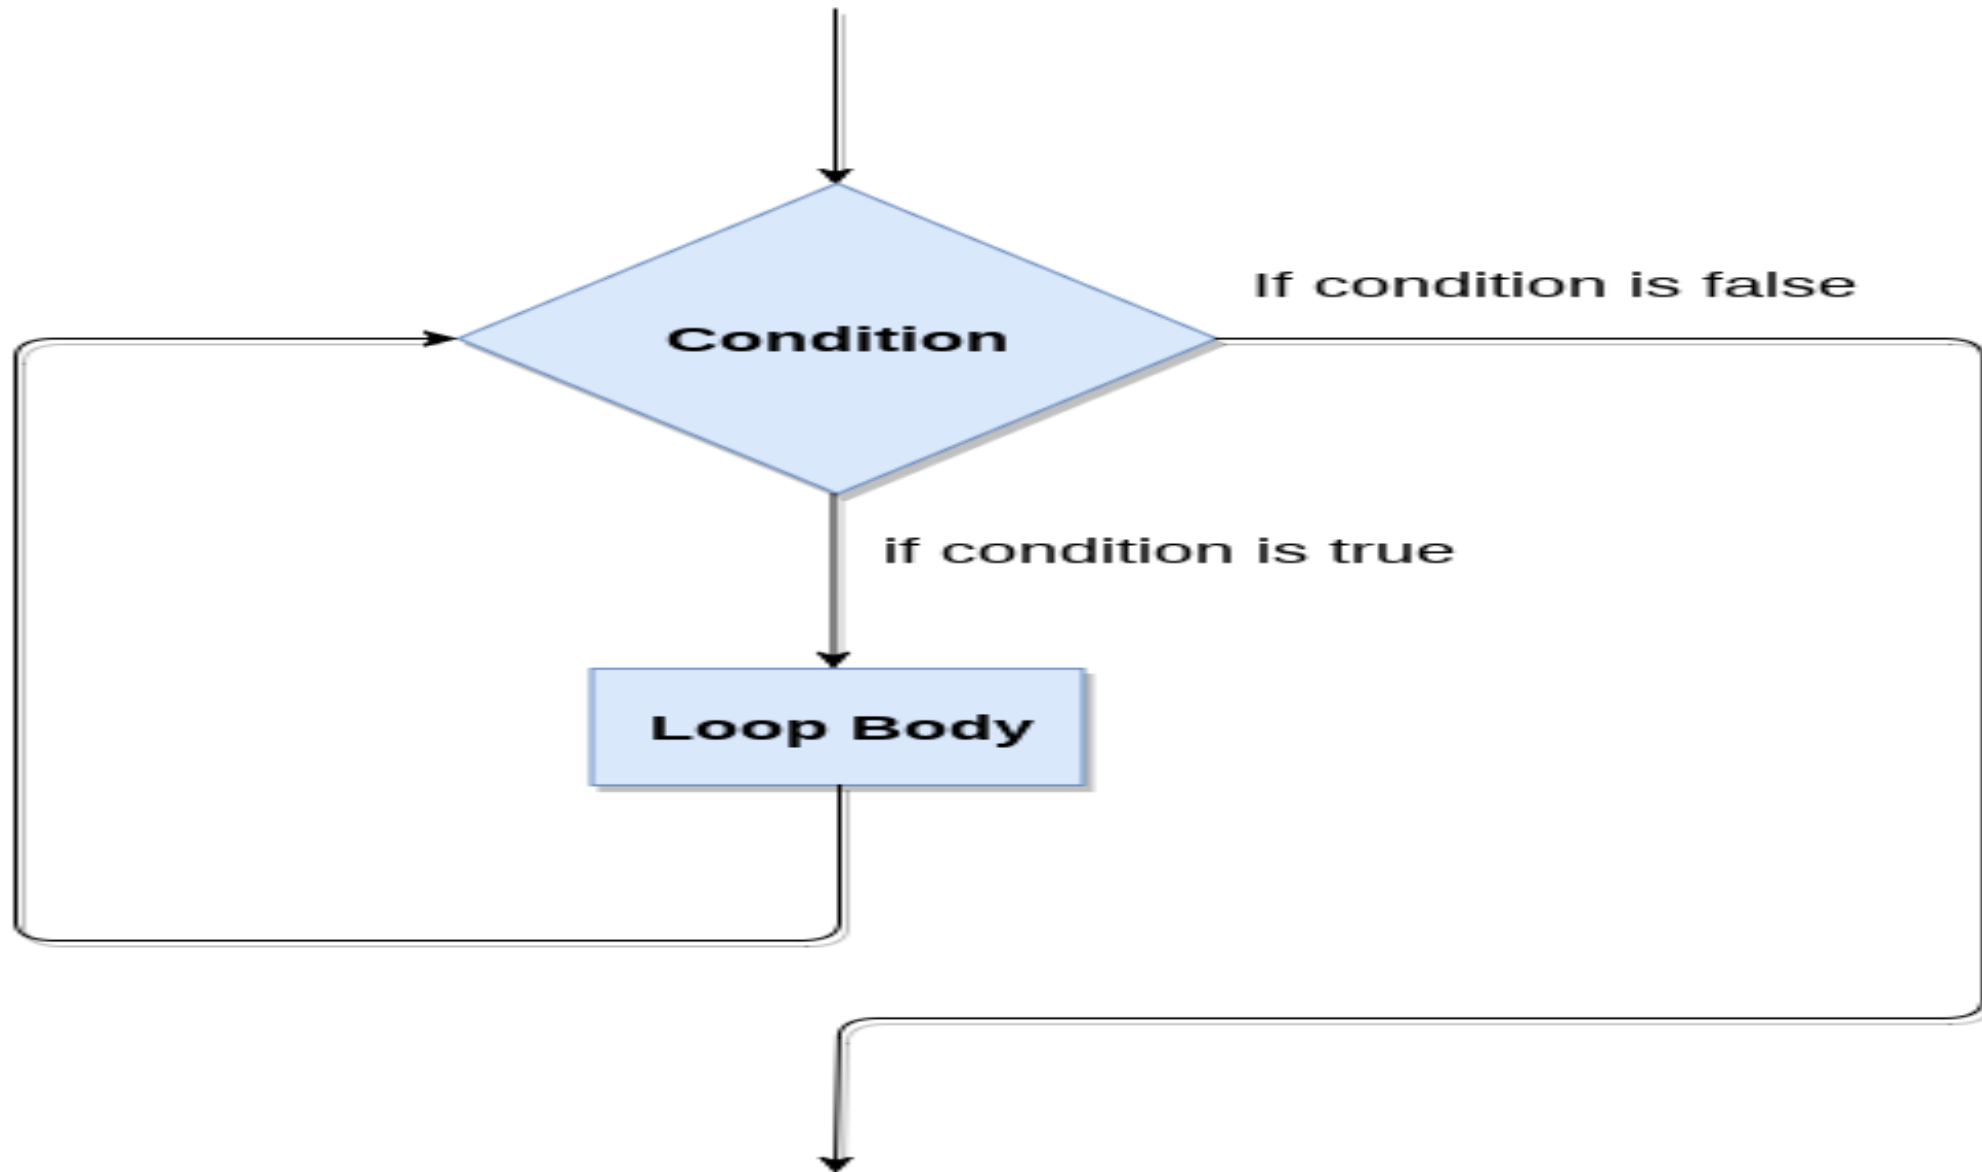 If condition is false
Condition
if condition is true
Loop Body